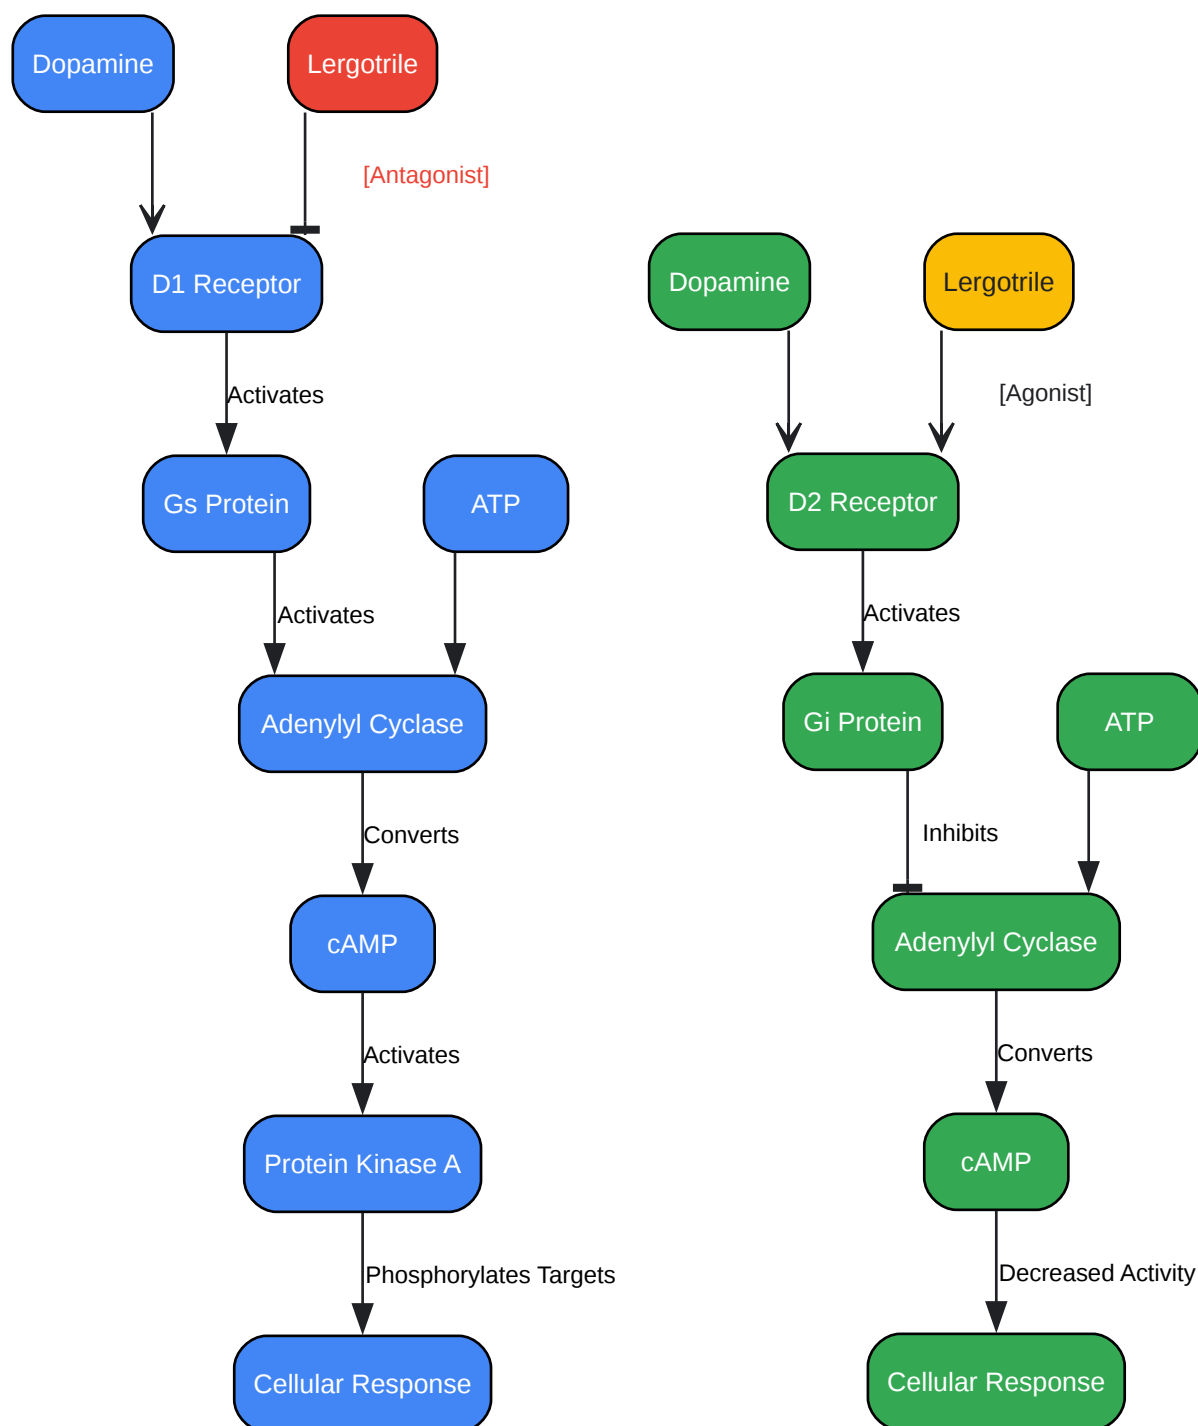 Dopamine
Lergotrile
[Antagonist]
D1 Receptor
Activates
Gs Protein
ATP
Activates
Adenylyl Cyclase
Converts
cAMP
Activates
Protein Kinase A
Phosphorylates Targets
Cellular Response
Dopamine
Lergotrile
[Agonist]
D2 Receptor
Activates
Gi Protein
ATP
Inhibits
Adenylyl Cyclase
Converts
cAMP
Decreased Activity
Cellular Response